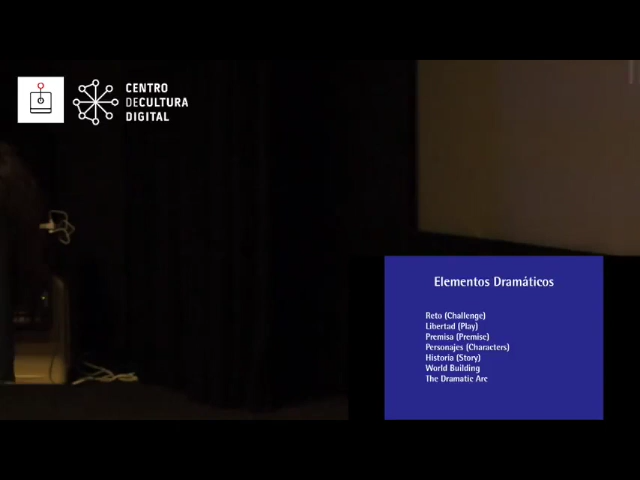 CENTRO
DECULTURA
DIGITAL
Elementos Dramáticos
Reto (Challenge)
Libertad (Play)
Premisa (Premise)
Personajes (Characters)
Historia (Story)
World Building
The Dramatic Arc